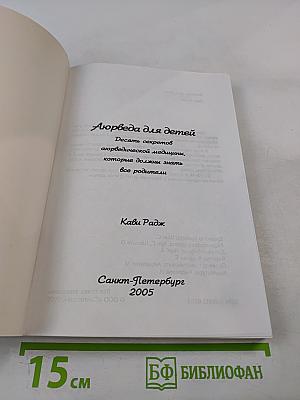 Аюрведа для детей
Десять секретов
аюрведической медицины,
которые должны знать
все родители
Кави Радж
Санкт-Петербург
2005
15 см
БФ БИБЛИОФАН